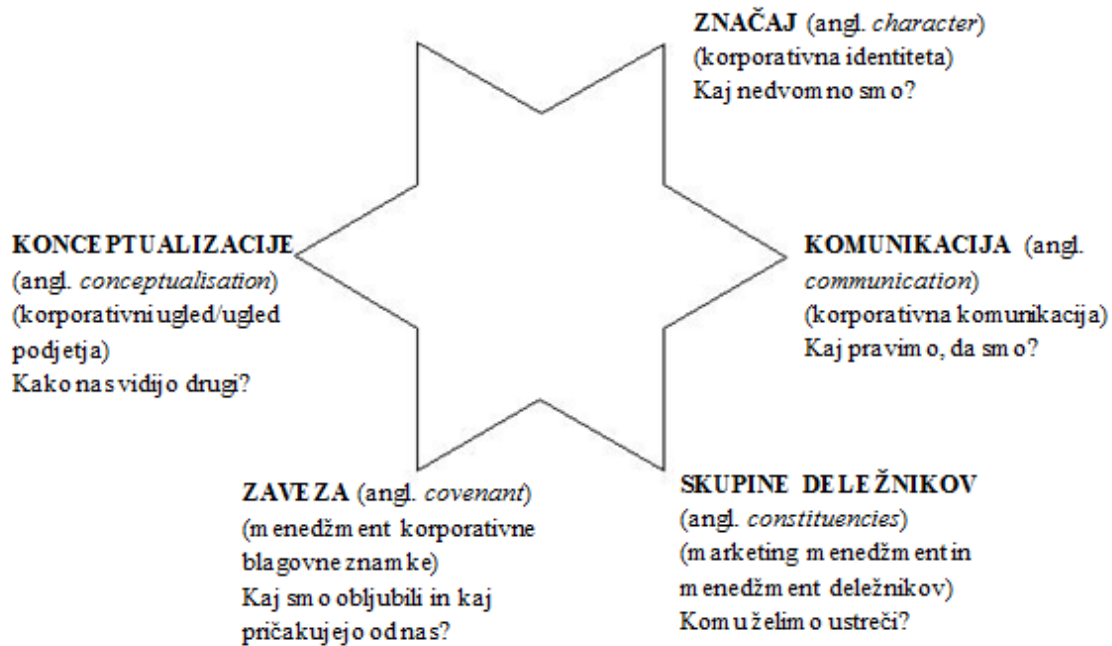 ZNAČAJ (angl. character)
(korporativna identiteta)
Kaj nedvomno smo?
KONCEPTUALIZACIJE
(angl. conceptualisation)
(korporativni ugled/ugled
podjetja)
Kako nas vidijo drugi?
KOMUNIKACIJA (angl.
communication)
(korporativna komunikacija)
Kaj pravimo, da smo?
ZAVEZA (angl. covenant)
(menedžment korporativne
blagovne znamke)
Kaj smo obljubili in kaj
pričakujejo od nas?
SKUPINE DELEŽNIKOV
(angl. constituencies)
(marketing menedžment in
menedžment deležnikov)
Komu želimo ustreči?